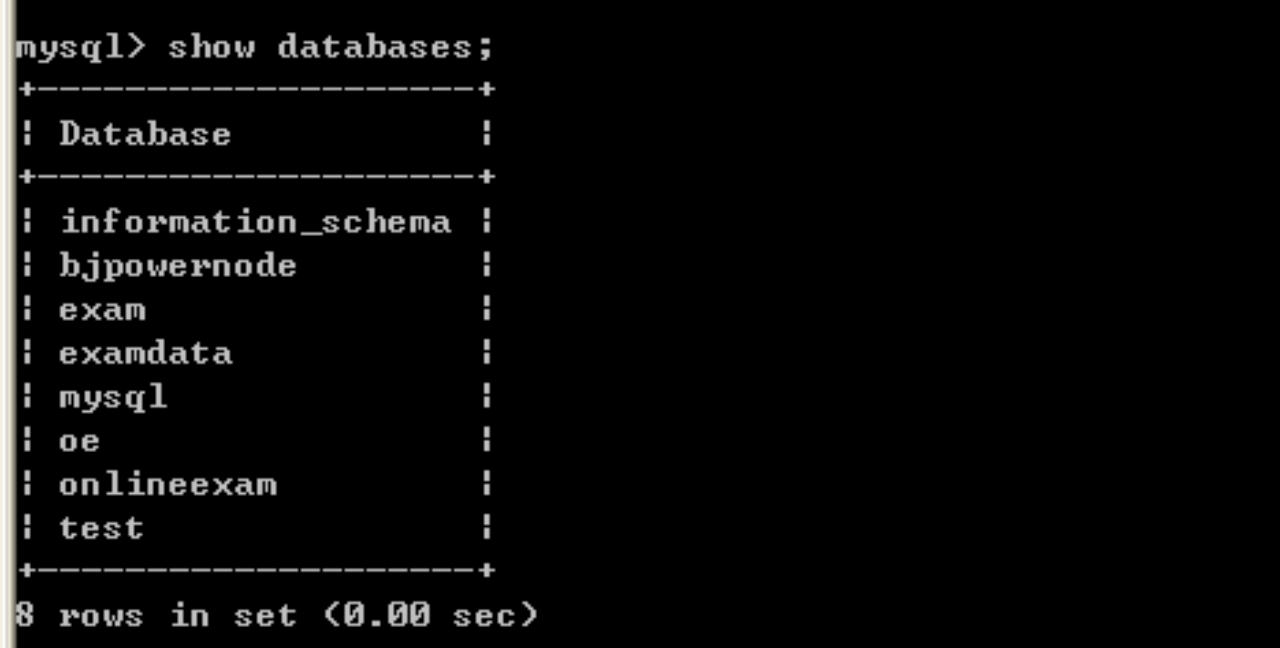 mysql> show databases;
+--------------------+
| Database           |
+--------------------+
| information_schema |
| bjpowernode        |
| exam               |
| examdata           |
| mysql              |
| oe                 |
| onlineexam         |
| test               |
+--------------------+
8 rows in set (0.00 sec)